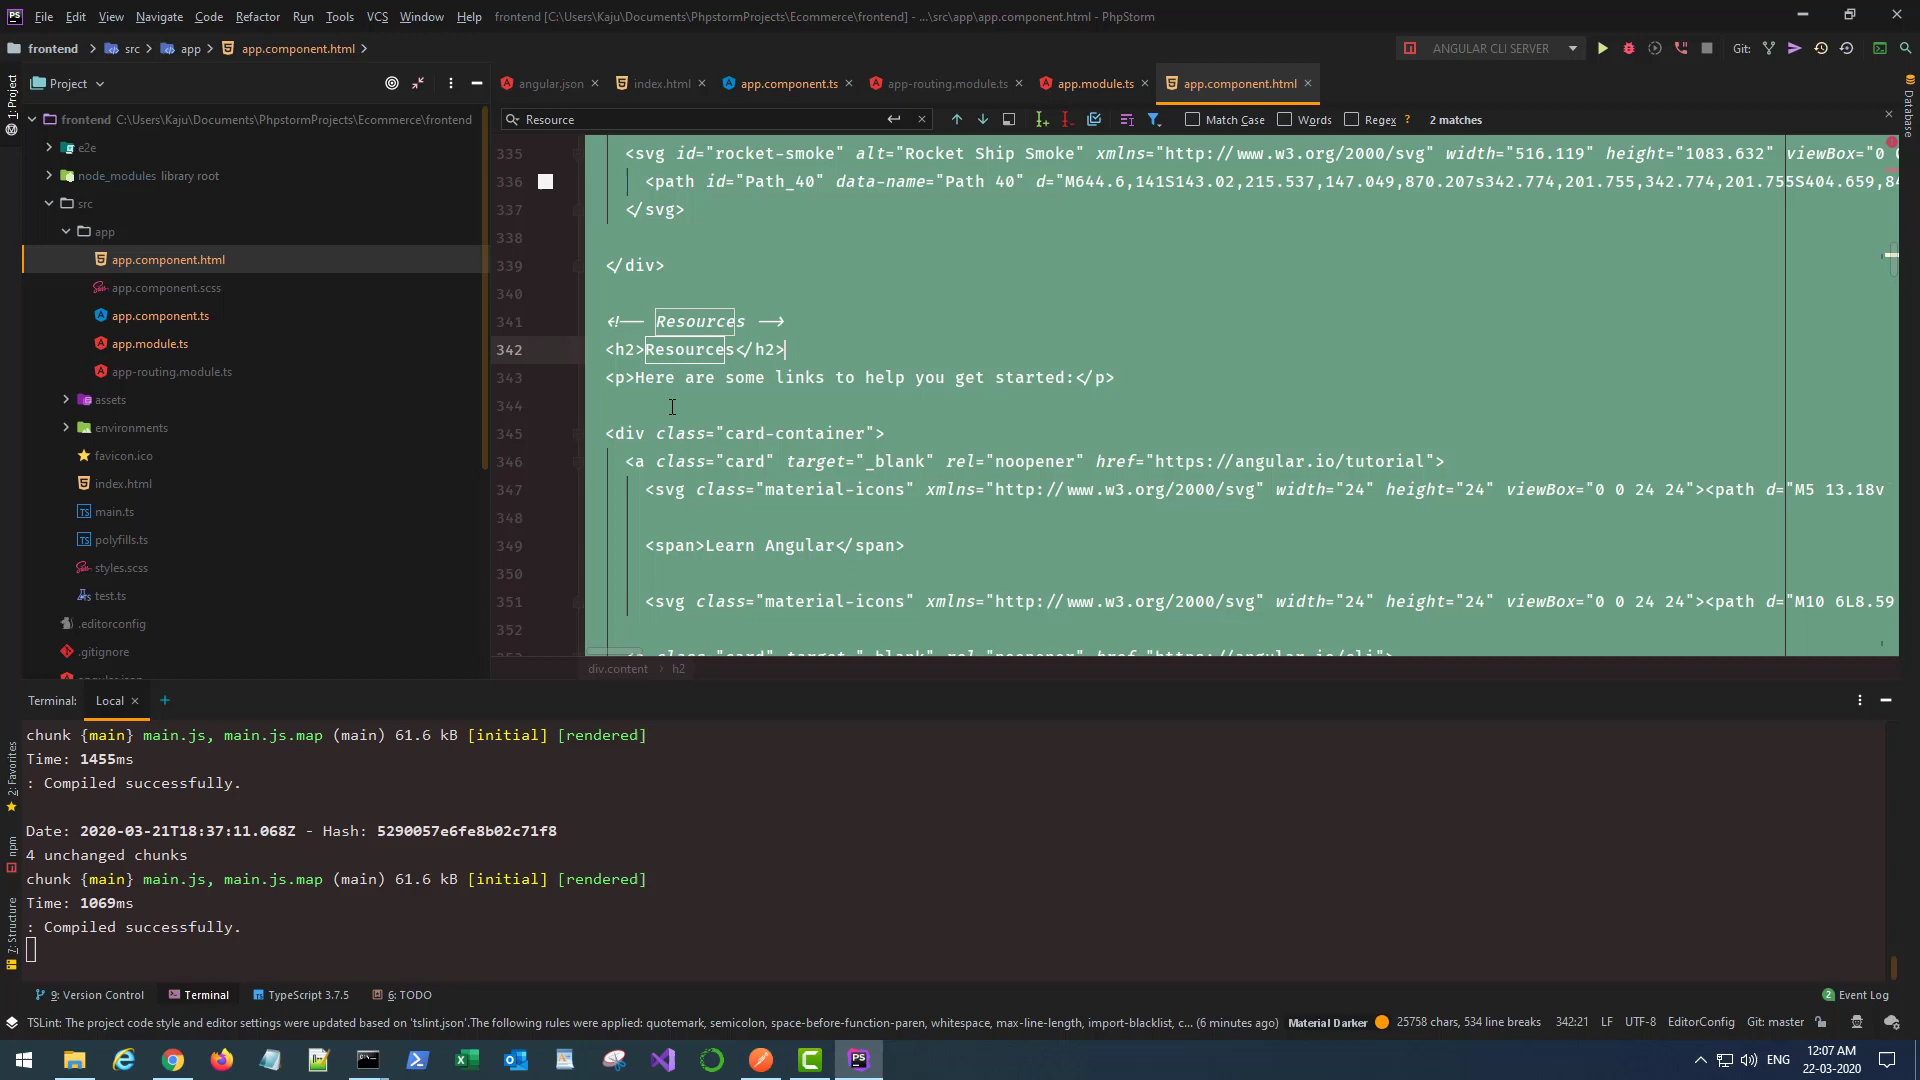 File Edit View Navigate Code Refactor Run Tools VCS Window Help frontend [C:\Users\Kaju\Documents\PhpstormProjects\Ecommerce\frontend] - ...\src\app\app.component.html - PhpStorm
frontend src app app.component.html ANGULAR CLI SERVER Git:
Project
angular.json index.html app.component.ts app-routing.module.ts app.module.ts app.component.html
Resource Match Case Words Regex ? 2 matches
1: Project
Database
frontend C:\Users\Kaju\Documents\PhpstormProjects\Ecommerce\frontend
e2e
node_modules library root
src
app
app.component.html
app.component.scss
app.component.ts
app.module.ts
app-routing.module.ts
assets
environments
favicon.ico
index.html
main.ts
polyfills.ts
styles.scss
test.ts
.editorconfig
.gitignore
335 <svg id="rocket-smoke" alt="Rocket Ship Smoke" xmlns="http://www.w3.org/2000/svg" width="516.119" height="1083.632" viewBox="0 0
336 <path id="Path_40" data-name="Path 40" d="M644.6,141S143.02,215.537,147.049,870.207s342.774,201.755,342.774,201.755S404.659,84
337 </svg>
338
339 </div>
340
341 <!-- Resources -->
342 <h2>Resources</h2>
343 <p>Here are some links to help you get started:</p>
344
345 <div class="card-container">
346 <a class="card" target="_blank" rel="noopener" href="https://angular.io/tutorial">
347 <svg class="material-icons" xmlns="http://www.w3.org/2000/svg" width="24" height="24" viewBox="0 0 24 24"><path d="M5 13.18v
348
349 <span>Learn Angular</span>
350
351 <svg class="material-icons" xmlns="http://www.w3.org/2000/svg" width="24" height="24" viewBox="0 0 24 24"><path d="M10 6L8.59
352
div.content h2
Terminal: Local
chunk {main} main.js, main.js.map (main) 61.6 kB [initial] [rendered]
Time: 1455ms
: Compiled successfully.
Date: 2020-03-21T18:37:11.068Z - Hash: 5290057e6fe8b02c71f8
4 unchanged chunks
chunk {main} main.js, main.js.map (main) 61.6 kB [initial] [rendered]
Time: 1069ms
: Compiled successfully.
2: Favorites
npm
7: Structure
9: Version Control Terminal TypeScript 3.7.5 6: TODO 2 Event Log
TSLint: The project code style and editor settings were updated based on 'tslint.json'.The following rules were applied: quotemark, semicolon, space-before-function-paren, whitespace, max-line-length, import-blacklist, c... (6 minutes ago) Material Darker 25758 chars, 534 line breaks 342:21 LF UTF-8 EditorConfig Git: master
ENG 12:07 AM
22-03-2020